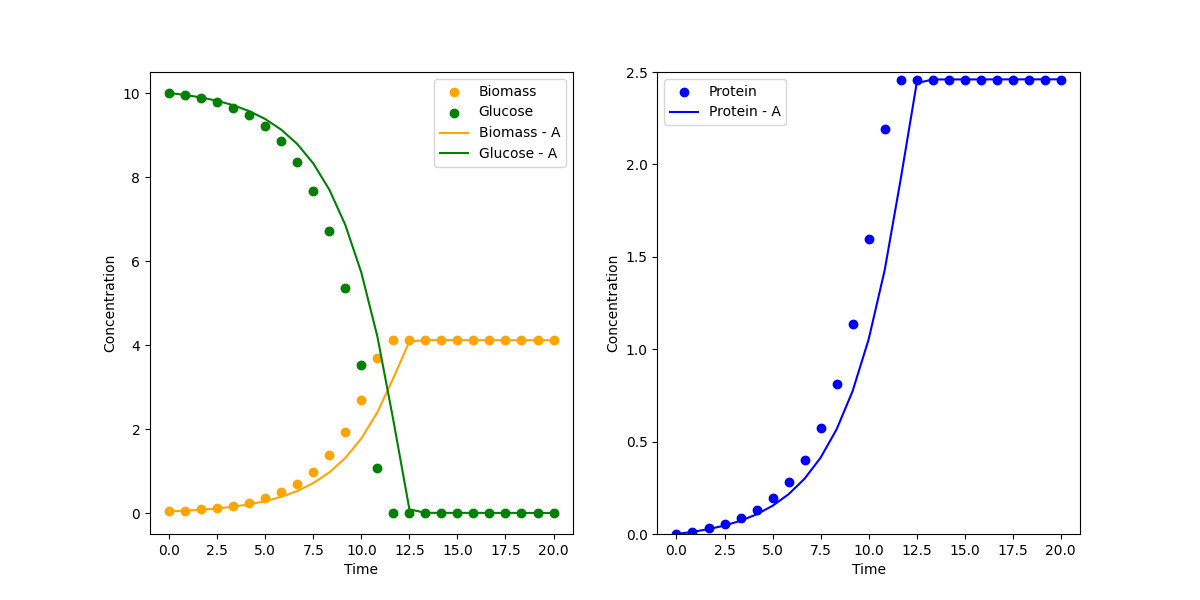 Biomass
Glucose
Biomass - A
Glucose - A
10
8
6
4
2
0
Concentration
0.0 2.5 5.0 7.5 10.0 12.5 15.0 17.5 20.0
Time
Protein
Protein - A
2.5
2.0
1.5
1.0
0.5
0.0
Concentration
0.0 2.5 5.0 7.5 10.0 12.5 15.0 17.5 20.0
Time